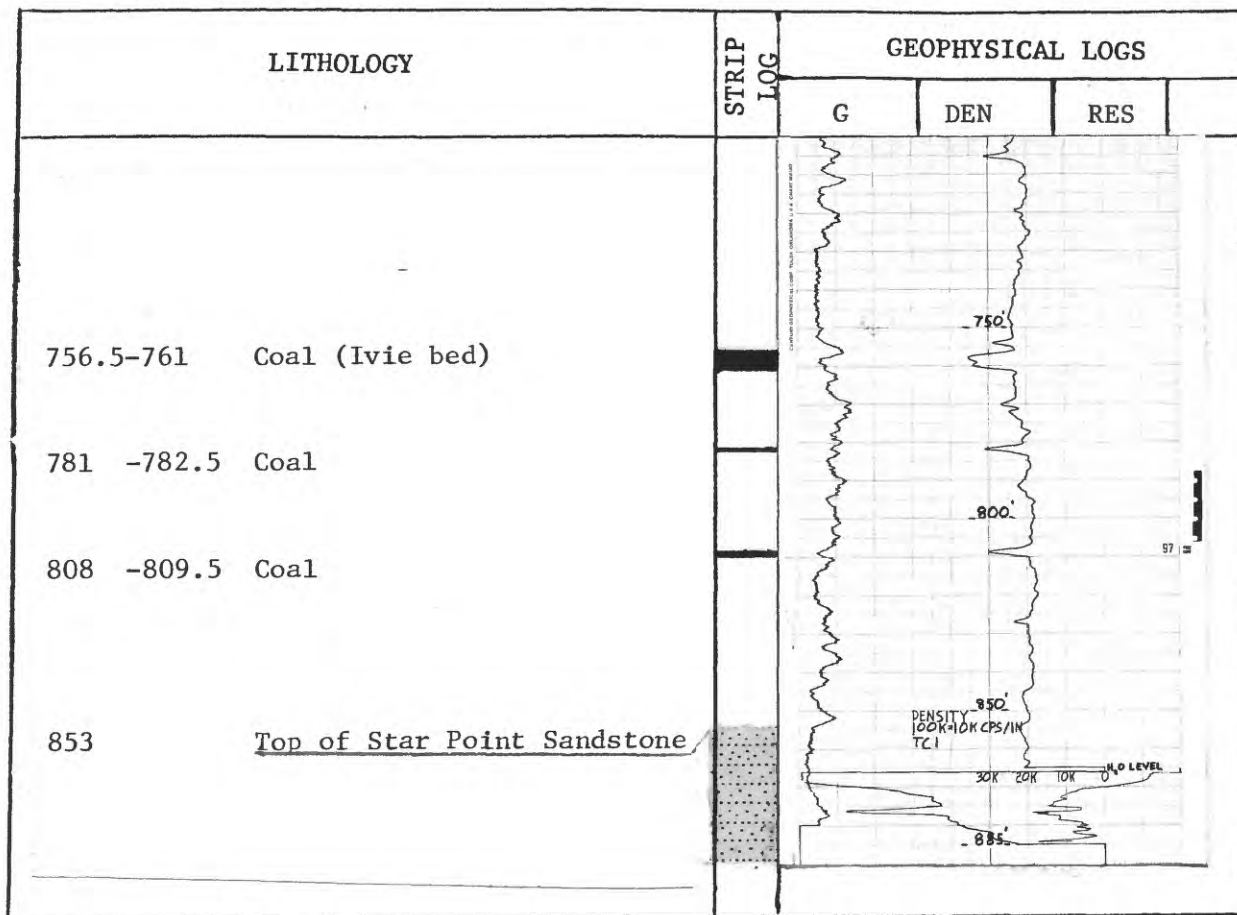 LITHOLOGY
STRIP
LOG
GEOPHYSICAL LOGS
G DEN RES
750'
756.5-761 Coal (Ivie bed)
781 -782.5 Coal
800'
97
808 -809.5 Coal
850'
DENSITY
100K=10K CPS/IN
TC1
853 Top of Star Point Sandstone
H2O LEVEL
30K 20K 10K 0
885'